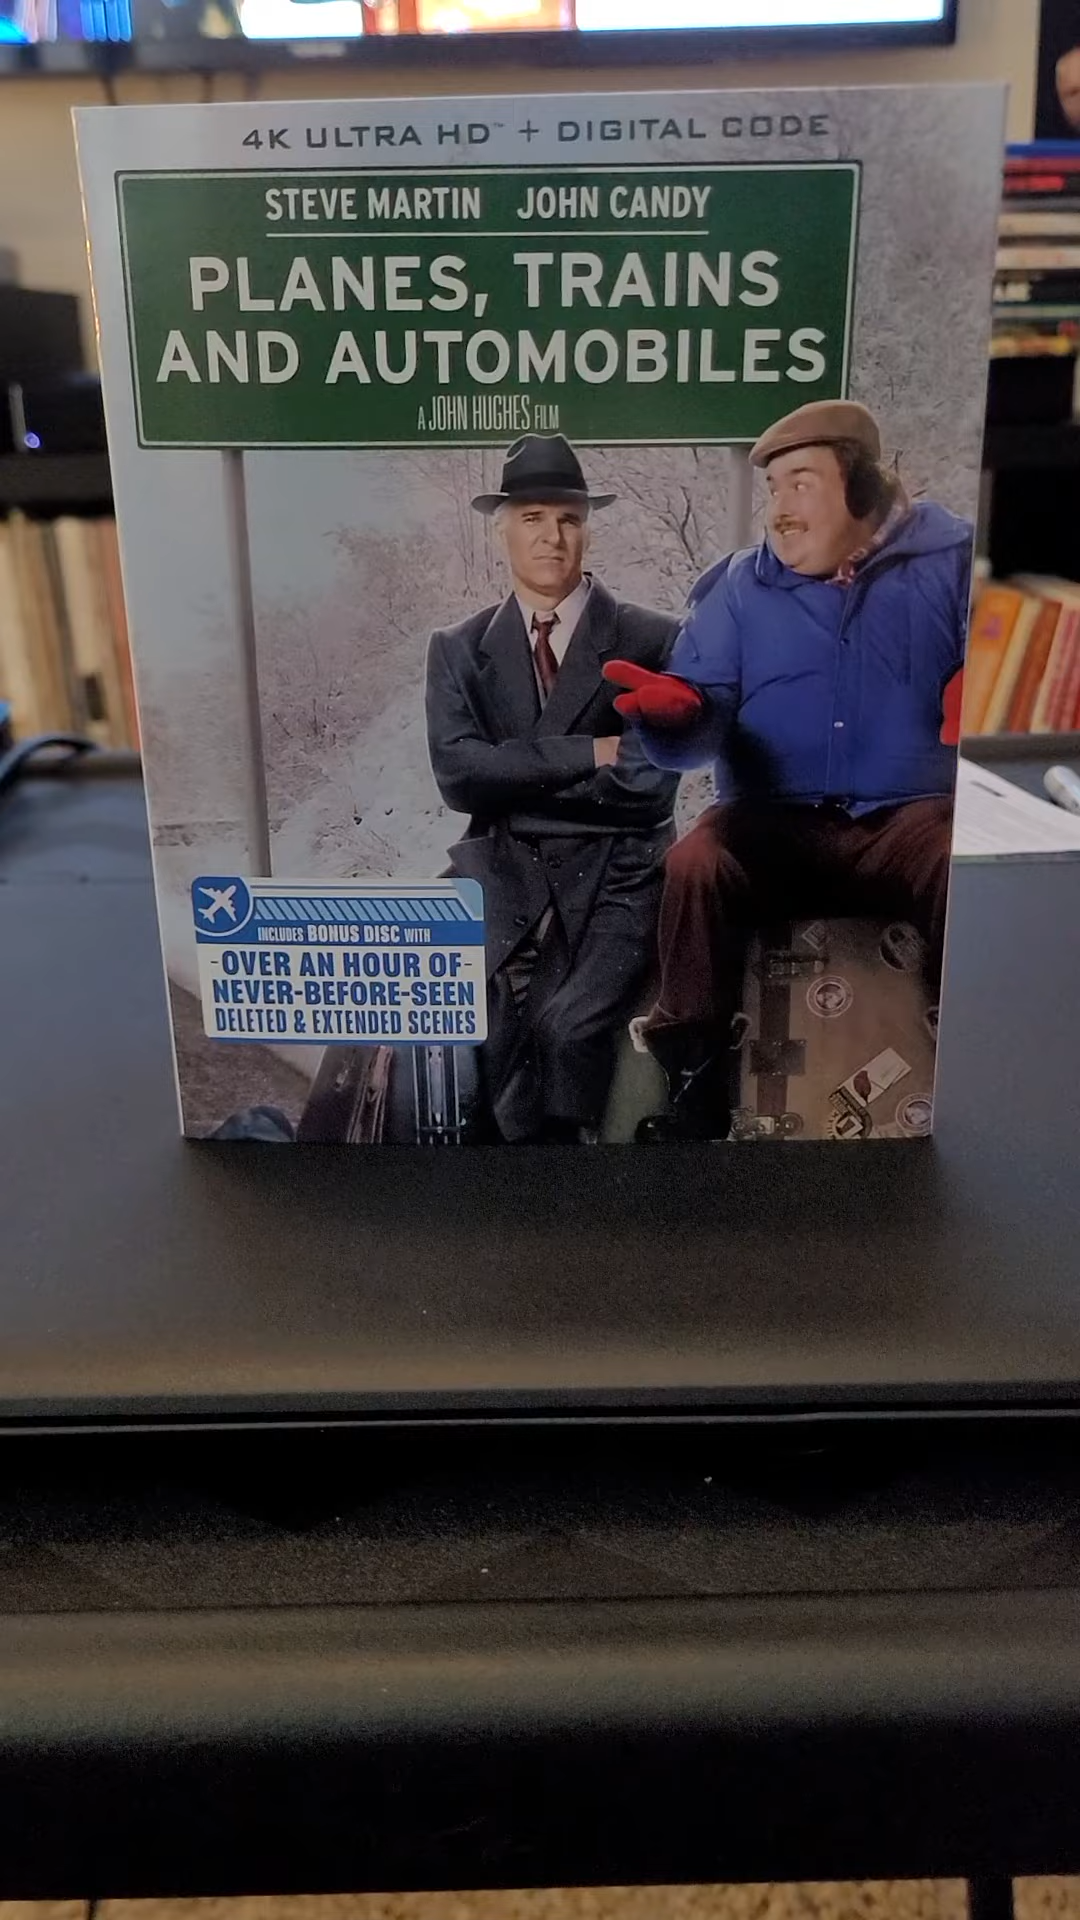 4K ULTRA HD™ + DIGITAL CODE
STEVE MARTIN JOHN CANDY
PLANES, TRAINS
AND AUTOMOBILES
A JOHN HUGHES FILM
INCLUDES BONUS DISC WITH
-OVER AN HOUR OF-
NEVER-BEFORE-SEEN
DELETED & EXTENDED SCENES